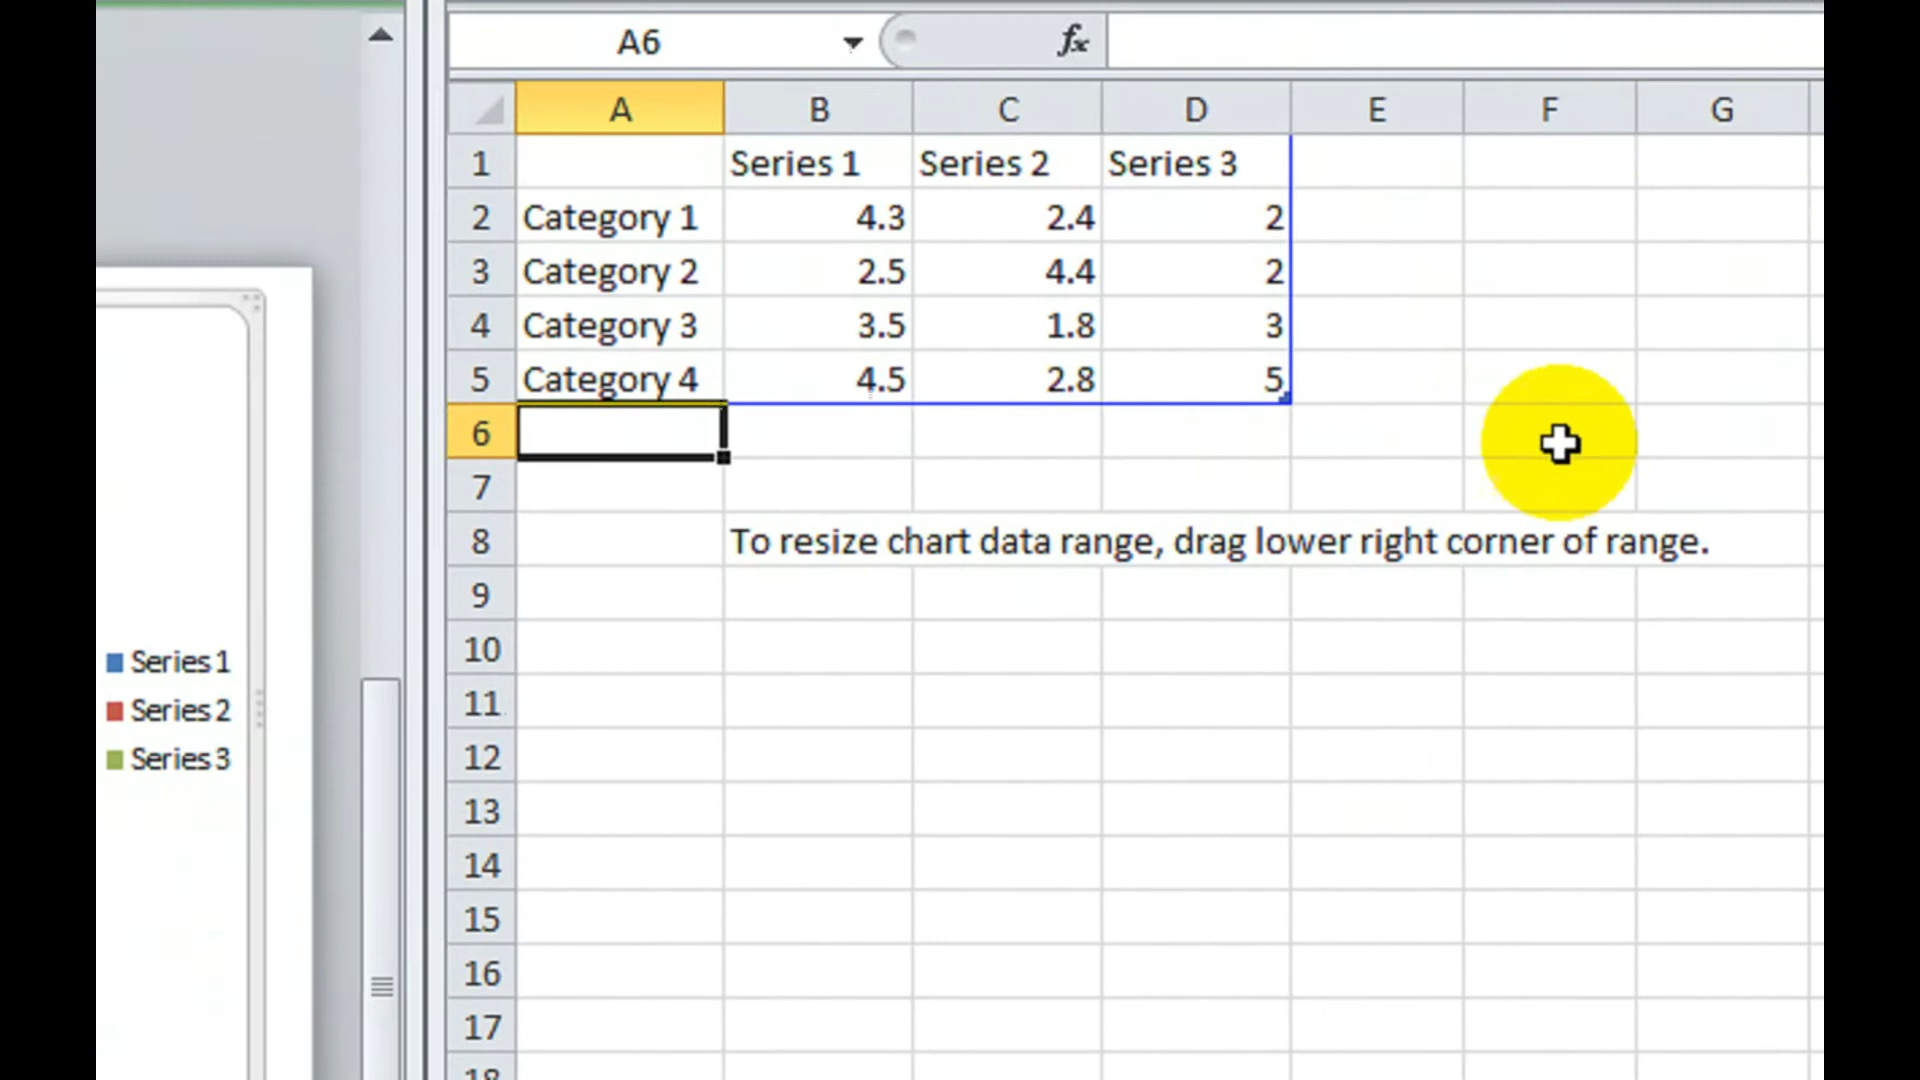 A6 fx
A B C D E F G
1 Series 1 Series 2 Series 3
2 Category 1 4.3 2.4 2
3 Category 2 2.5 4.4 2
4 Category 3 3.5 1.8 3
5 Category 4 4.5 2.8 5
6
7
8 To resize chart data range, drag lower right corner of range.
9
10
11
12
13
14
15
16
17
18
Series 1
Series 2
Series 3